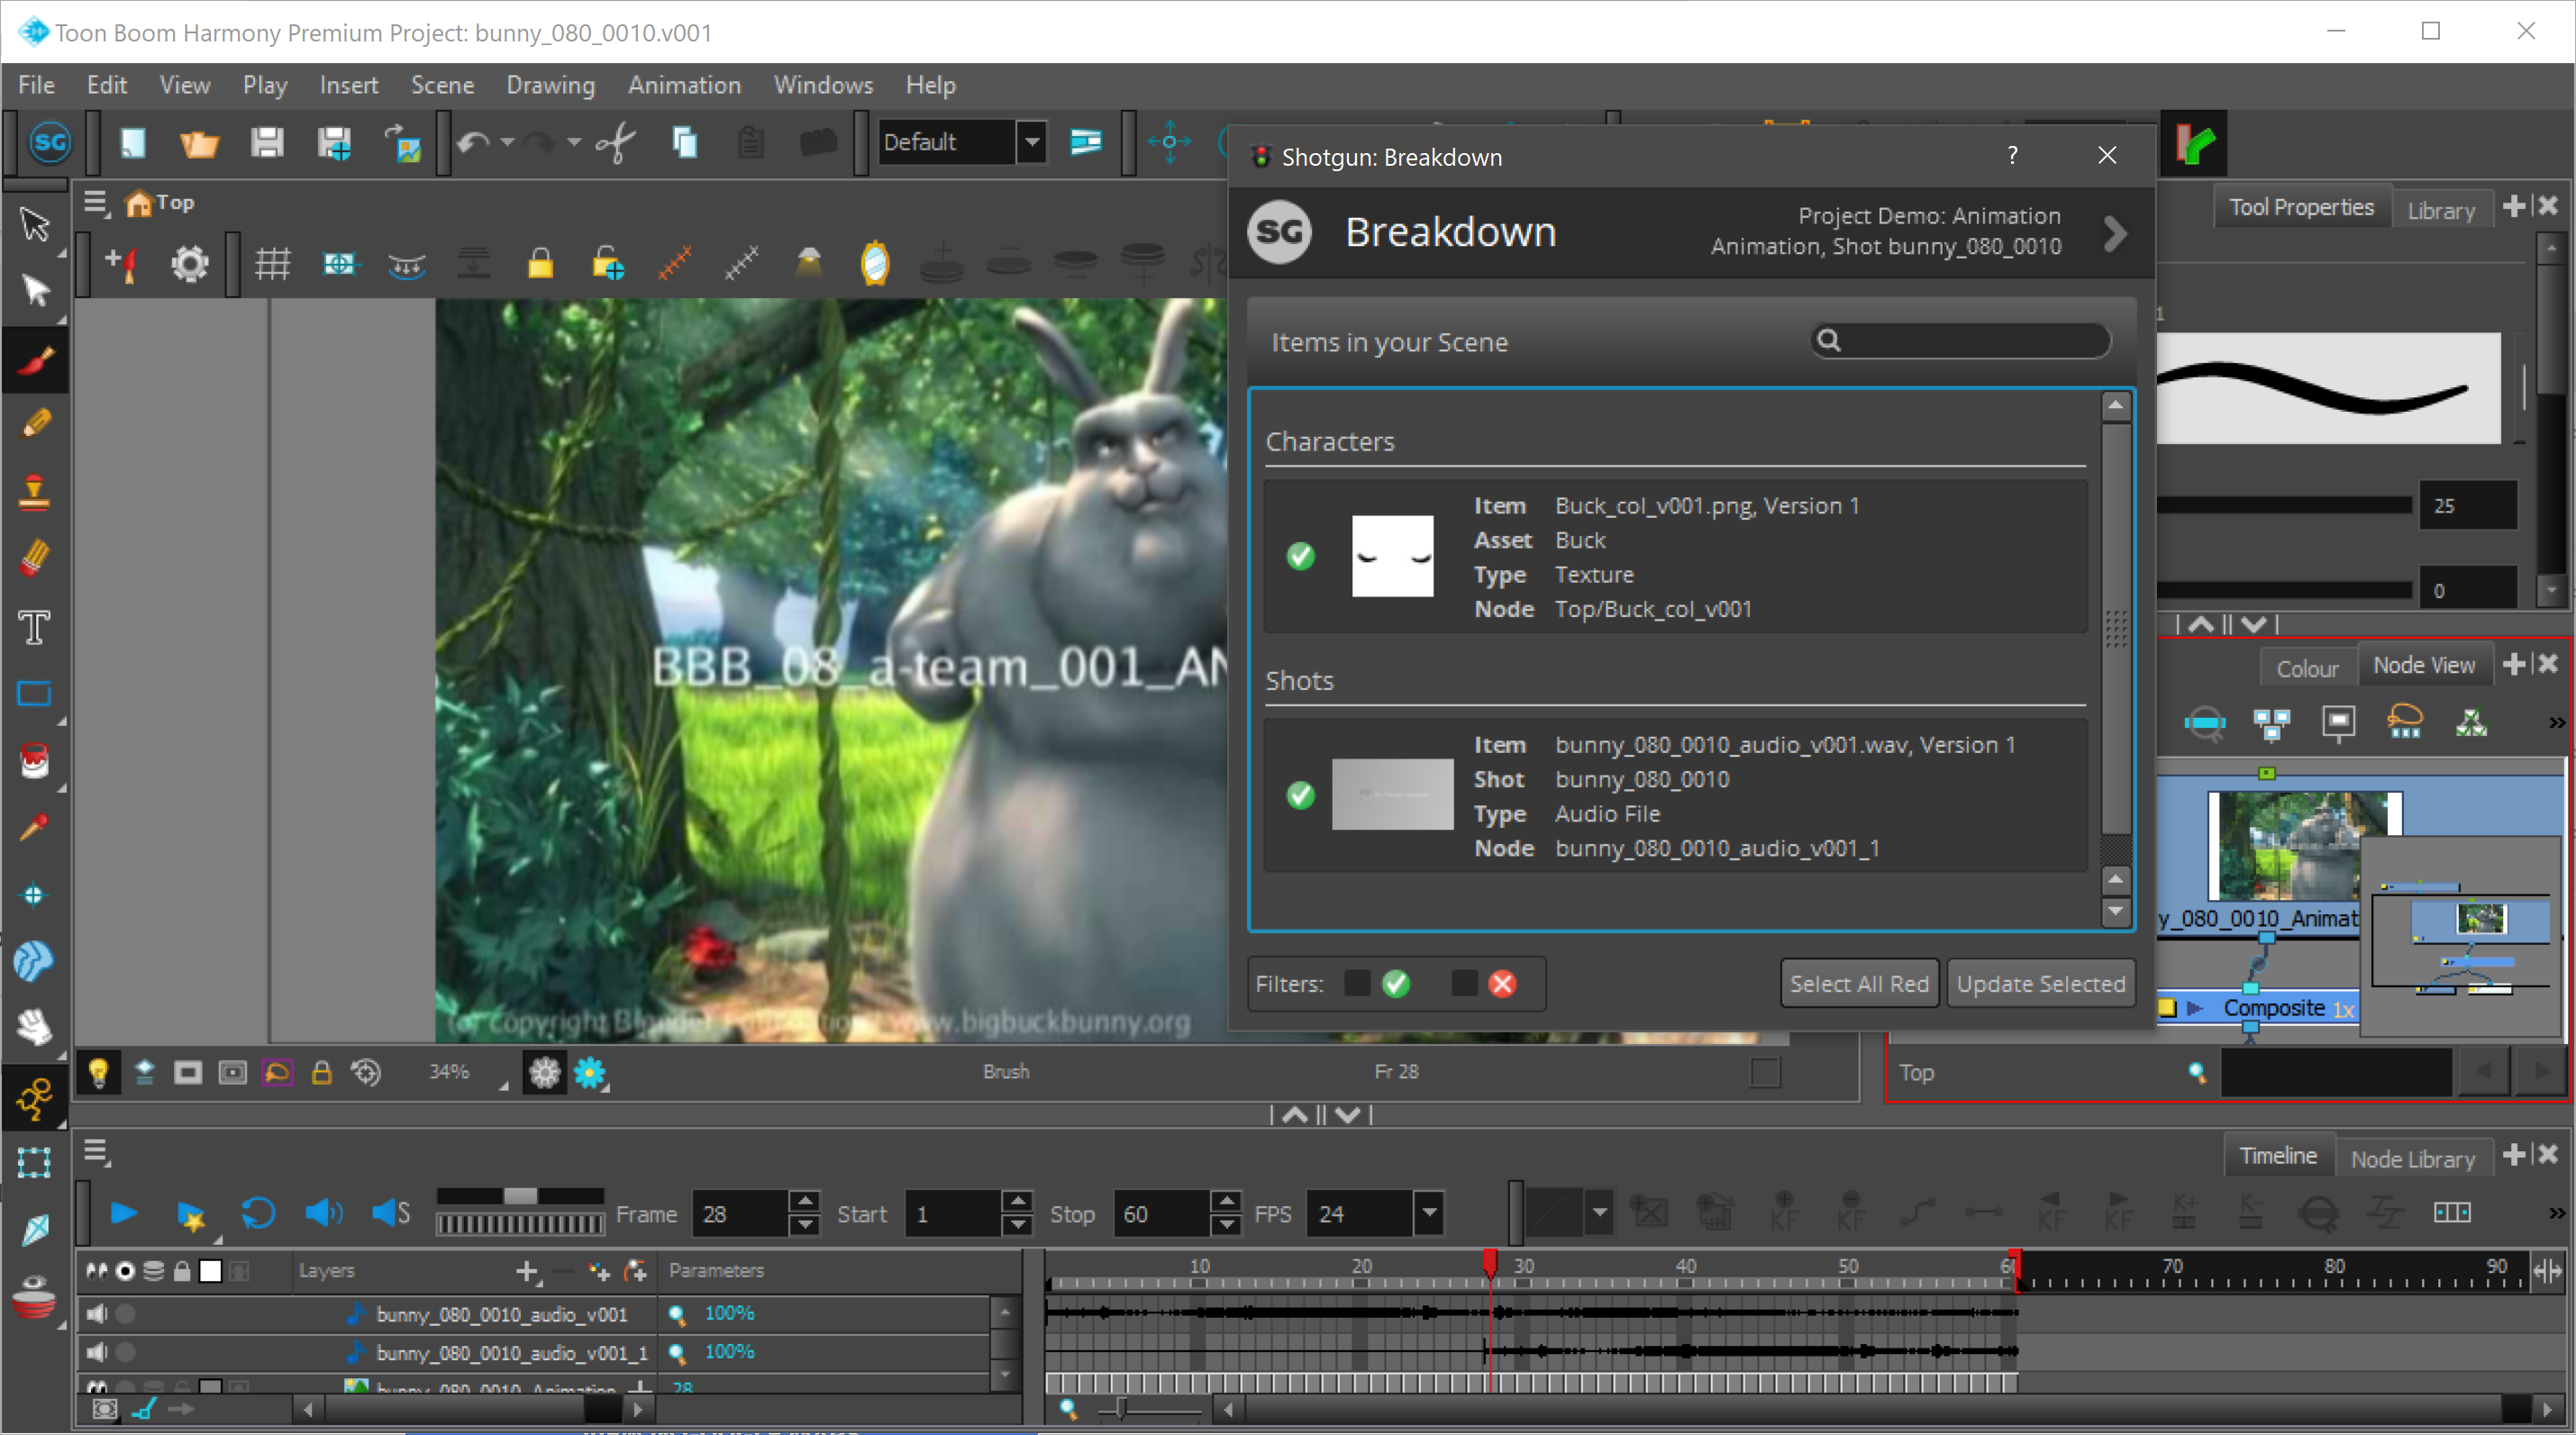 Toon Boom Harmony Premium Project: bunny_080_0010.v001
File Edit View Play Insert Scene Drawing Animation Windows Help
SG
Default
Top
Shotgun: Breakdown
?
SG Breakdown
Project Demo: Animation
Animation, Shot bunny_080_0010
Items in your Scene
Characters
Item Buck_col_v001.png, Version 1
Asset Buck
Type Texture
Node Top/Buck_col_v001
Shots
Item bunny_080_0010_audio_v001.wav, Version 1
Shot bunny_080_0010
Type Audio File
Node bunny_080_0010_audio_v001_1
Filters:
Select All Red
Update Selected
Tool Properties Library
1
25
0
Colour Node View
y_080_0010_Animat
Composite 1x
Top
BBB_08_a-team_001_AN
(c) copyright Blender Foundation www.bigbuckbunny.org
34%
Brush
Fr 28
Timeline Node Library
Frame 28 Start 1 Stop 60 FPS 24
KF KF KF KF K+ K-
Layers Parameters
10 20 30 40 50 60 70 80 90
bunny_080_0010_audio_v001 100%
bunny_080_0010_audio_v001_1 100%
bunny_080_0010_Animation 28